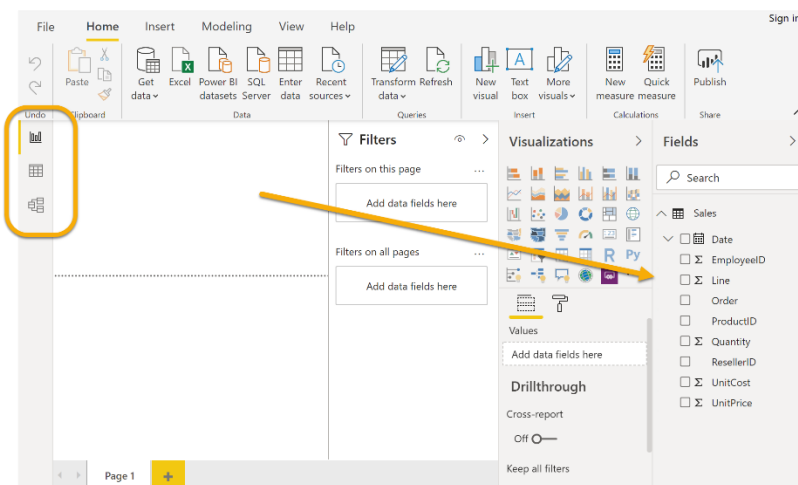 Sign in
File Home Insert Modeling View Help
Paste
Get data
Excel
Power BI datasets
SQL Server
Enter data
Recent sources
Transform data
Refresh
New visual
Text box
More visuals
New measure
Quick measure
Publish
Undo Clipboard Data Queries Insert Calculations Share
Filters
Filters on this page ...
Add data fields here
Filters on all pages ...
Add data fields here
Visualizations
R Py
Values
Add data fields here
Drillthrough
Cross-report
Off
Keep all filters
Fields
Search
Sales
Date
Σ EmployeeID
Σ Line
Order
ProductID
Σ Quantity
ResellerID
Σ UnitCost
Σ UnitPrice
Page 1 +